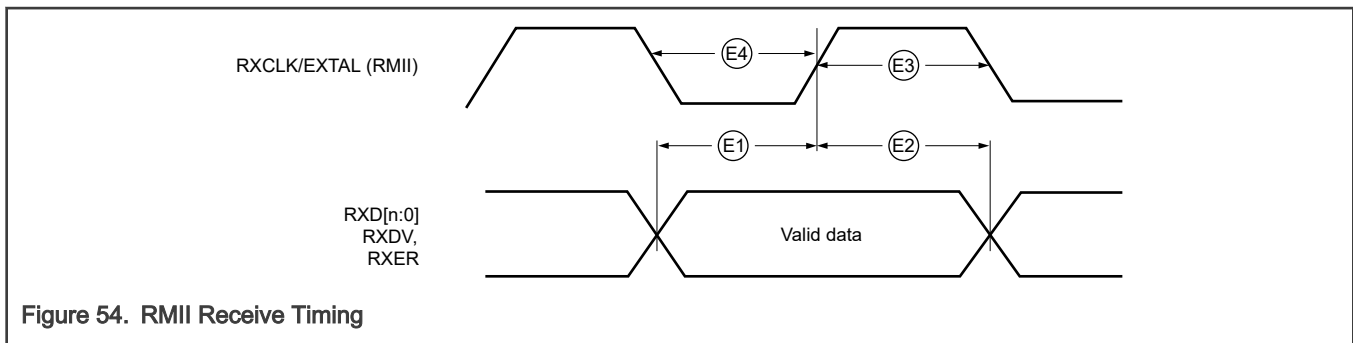 RXCLK/EXTAL (RMII)
E4
E3
E1
E2
RXD[n:0]
RXDV,
RXER
Valid data
Figure 54. RMII Receive Timing